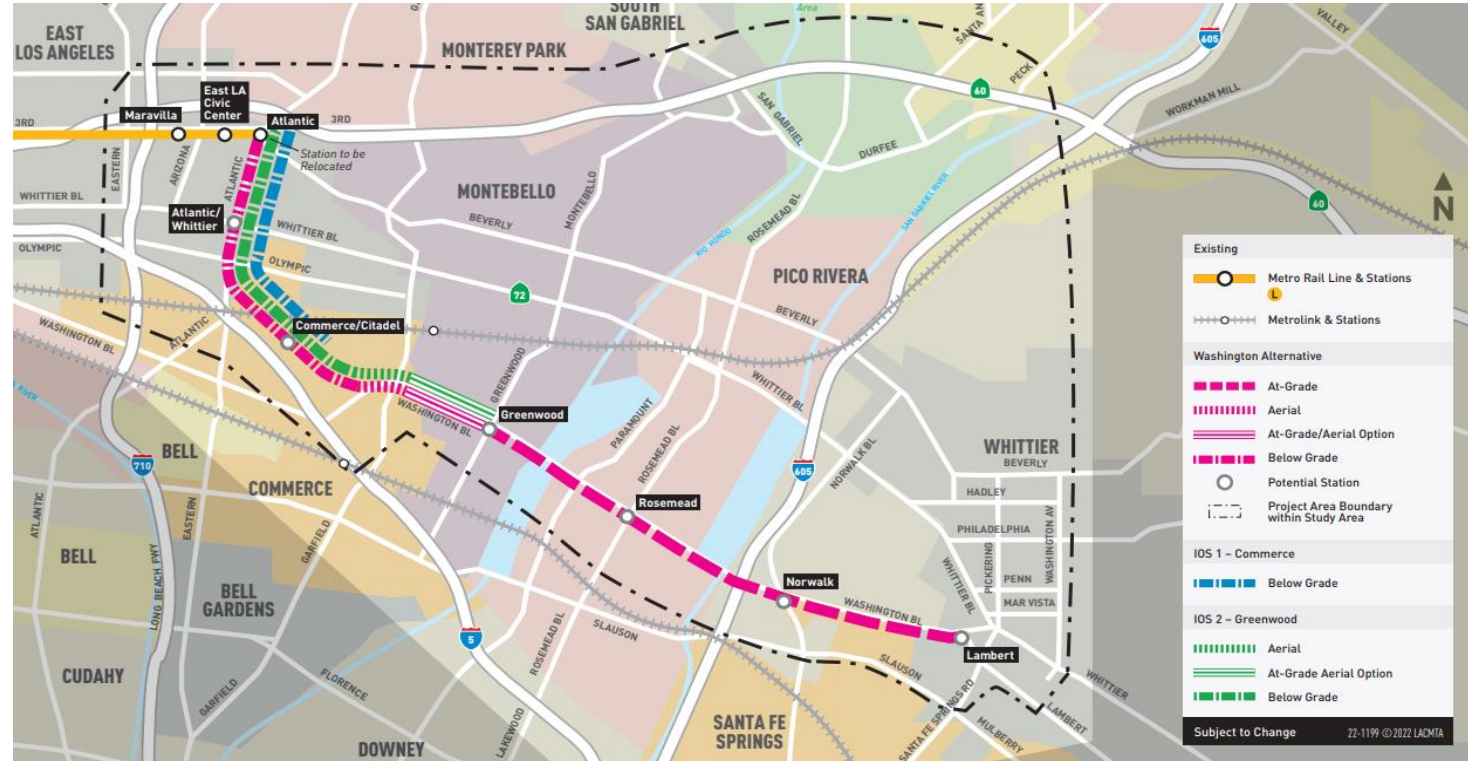 EAST
LOS ANGELES
MONTEREY PARK
SOUTH
SAN GABRIEL
Area
SANTA AN
PECK
605
VALLEY
WORKMAN MILL
60
SAN GABRIEL
DURFEE
3RD
Maravilla
East LA
Civic
Center
Atlantic
3RD
Station to be
Relocated
EASTERN
ARIZONA
ATLANTIC
WHITTIER BL
Atlantic/
Whittier
WHITTIER BL
OLYMPIC
OLYMPIC
MONTEBELLO
MONTEBELLO
BEVERLY
RIO HONDO
ROSEMEAD BL
SAN GABRIEL RIVER
60
N
PICO RIVERA
72
BEVERLY
Commerce/Citadel
WASHINGTON BL
ATLANTIC
GREENWOOD
WHITTIER BL
WASHINGTON BL
Greenwood
PARAMOUNT
ROSEMEAD BL
RIVER
BELL
710
COMMERCE
605
NORWALK BL
WHITTIER
BEVERLY
HADLEY
PHILADELPHIA
WASHINGTON AV
PICKERING
PENN
MAR VISTA
WHITTIER BL
ATLANTIC
EASTERN
GARFIELD
Rosemead
BELL
LONG BEACH FWY
BELL
GARDENS
Norwalk
WASHINGTON BL
Lambert
5
ROSEMEAD BL
SLAUSON
SLAUSON
CUDAHY
GARFIELD
FLORENCE
LAKEWOOD
DOWNEY
SANTA FE
SPRINGS
SANTA FE SPRINGS RD
MULBERRY
LAMBERT
WHITTIER
Existing
Metro Rail Line & Stations
L
Metrolink & Stations
Washington Alternative
At-Grade
Aerial
At-Grade/Aerial Option
Below Grade
Potential Station
Project Area Boundary
within Study Area
IOS 1 – Commerce
Below Grade
IOS 2 – Greenwood
Aerial
At-Grade Aerial Option
Below Grade
Subject to Change 22-1199 © 2022 LACMTA